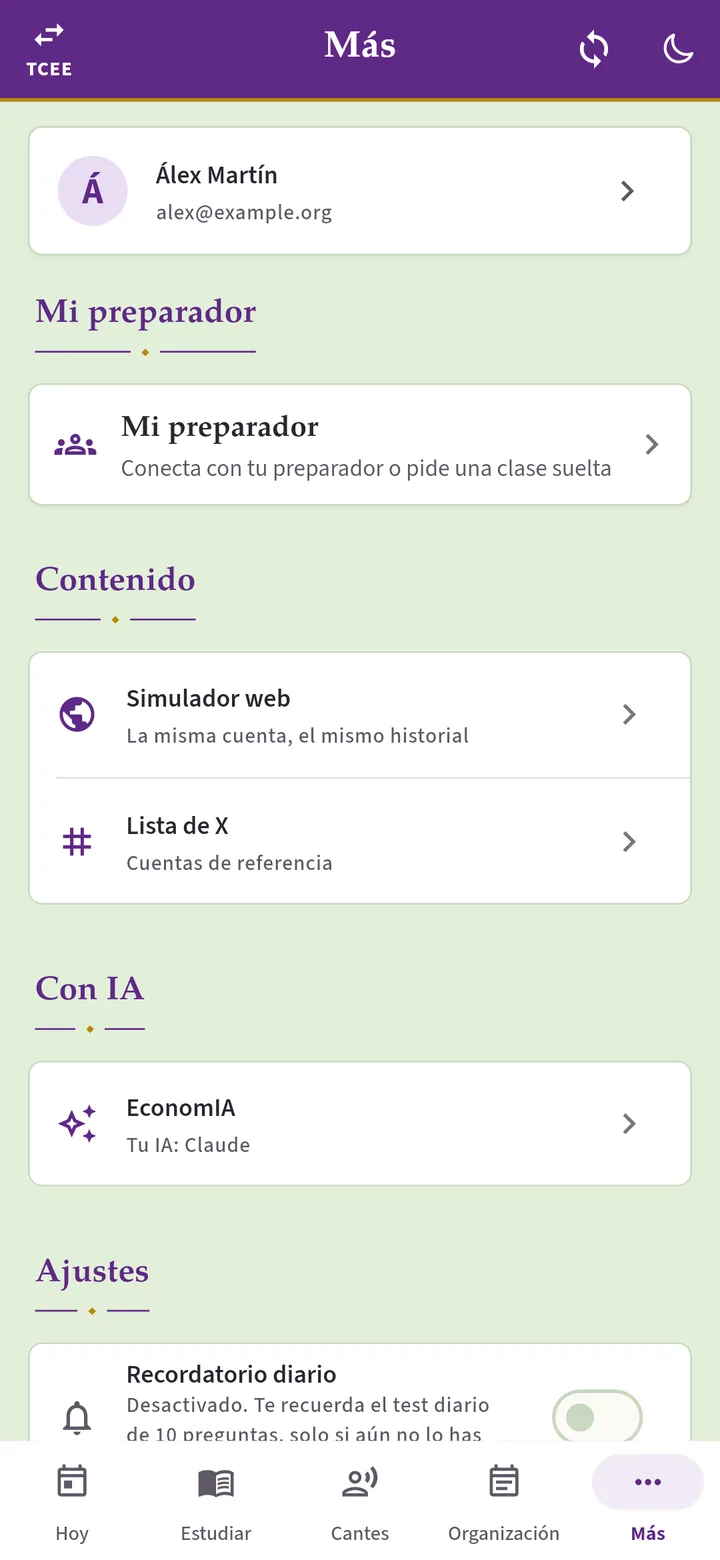 TCEE
Más
Á
Álex Martín
alex@example.org
Mi preparador
Mi preparador
Conecta con tu preparador o pide una clase suelta
Contenido
Simulador web
La misma cuenta, el mismo historial
Lista de X
Cuentas de referencia
Con IA
EconomIA
Tu IA: Claude
Ajustes
Recordatorio diario
Desactivado. Te recuerda el test diario
de 10 preguntas, solo si aún no lo has
Hoy
Estudiar
Cantes
Organización
Más